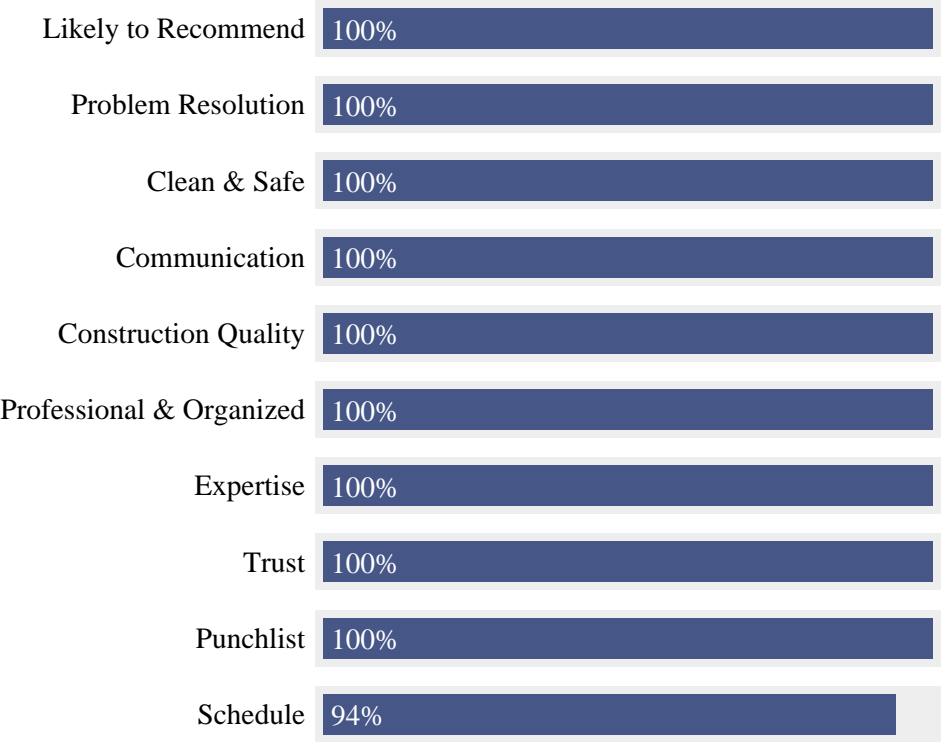 Likely to Recommend 100%
Problem Resolution 100%
Clean & Safe 100%
Communication 100%
Construction Quality 100%
Professional & Organized 100%
Expertise 100%
Trust 100%
Punchlist 100%
Schedule 94%